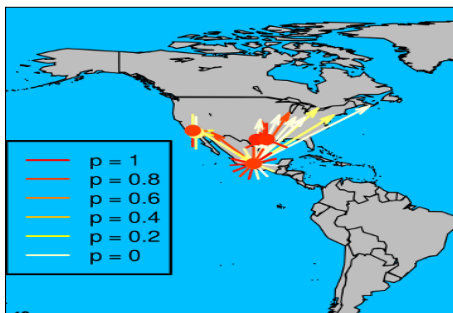 p = 1
p = 0.8
p = 0.6
p = 0.4
p = 0.2
p = 0